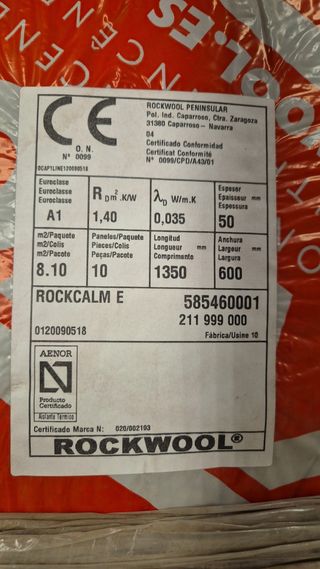 CE
O. N.
Nº 0099
0CAP1LINE120090518
ROCKWOOL PENINSULAR
Pol. Ind. Caparroso, Ctra. Zaragoza
31380 Caparroso – Navarra
04
Certificado Conformidad
Certificat Conformité
Nº 0099/CPD/A43/01
Euroclase
Euroclasse
Euroclasse
A1
R D m².K/W
1,40
λD W/m.K
0,035
Espesor
Epaisseur mm
Espessura
50
m2/Paquete
m2/Colis
m2/Pacote
8.10
Paneles/Paquete
Pieces/Colis
Peças/Pacote
10
Longitud
Longueur mm
Comprimento
1350
Anchura
Largeur mm
Largura
600
ROCKCALM E
585460001
211 999 000
0120090518
Fábrica/Usine 10
AENOR
N
Producto
Certificado
Aislante Térmico
Certificado Marca N: 020/002193
ROCKWOOL®